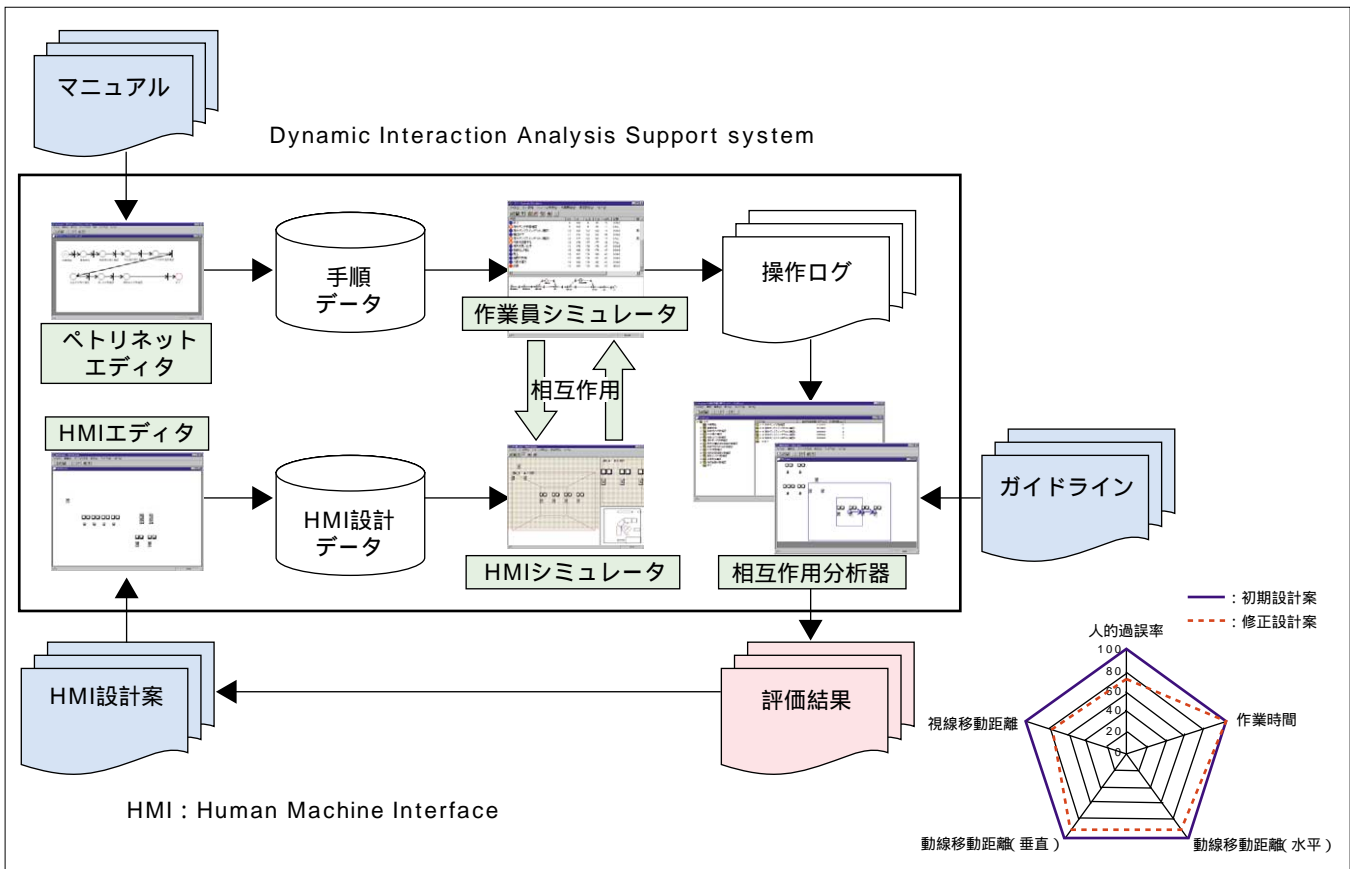 マニュアル
Dynamic Interaction Analysis Support system
手順
データ
操作ログ
作業員シミュレータ
ペトリネット
エディタ
相互作用
HMIエディタ
HMI設計
データ
ガイドライン
HMIシミュレータ
相互作用分析器
：初期設計案
：修正設計案
HMI設計案
評価結果
人的過誤率
100
80
60
40
20
0
視線移動距離
作業時間
動線移動距離(垂直)
動線移動距離(水平)
HMI：Human Machine Interface